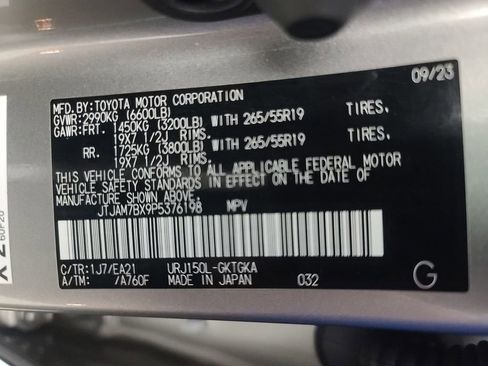 09/23
MFD.BY:TOYOTA MOTOR CORPORATION
GVWR:2990KG (6600LB)
GAWR:FRT. 1450KG (3200LB) WITH 265/55R19 TIRES.
19X7 1/2J RIMS.
RR. 1725KG (3800LB) WITH 265/55R19 TIRES.
19X7 1/2J RIMS.
THIS VEHICLE CONFORMS TO ALL APPLICABLE FEDERAL MOTOR
VEHICLE SAFETY STANDARDS IN EFFECT ON THE DATE OF
MANUFACTURE SHOWN ABOVE.
JTJAM7BX9P5376198 MPV
C/TR:1J7/EA21 URJ150L-GKTGKA
A/TM: /A760F MADE IN JAPAN 032 G